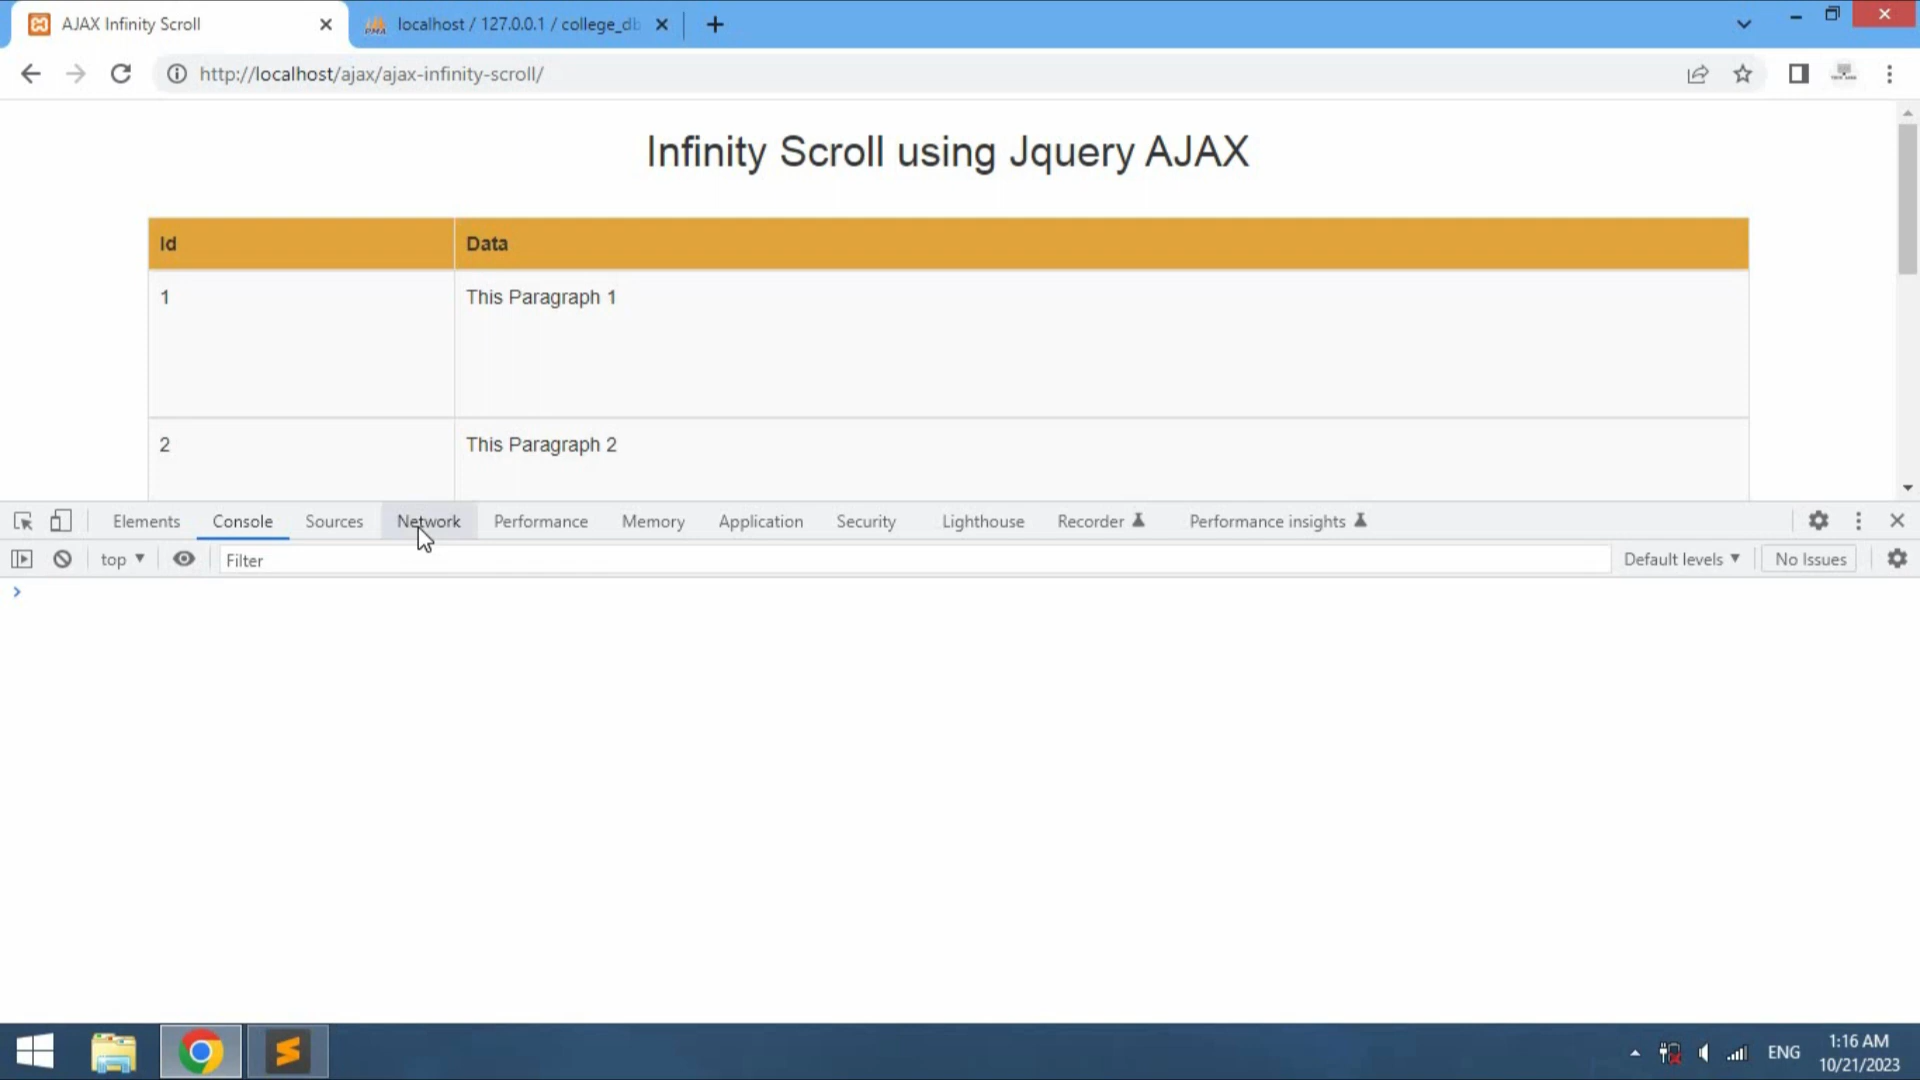 AJAX Infinity Scroll
localhost / 127.0.0.1 / college_db
http://localhost/ajax/ajax-infinity-scroll/
Infinity Scroll using Jquery AJAX
Id Data
1 This Paragraph 1
2 This Paragraph 2
Elements Console Sources Network Performance Memory Application Security Lighthouse Recorder Performance insights
top Filter Default levels No Issues
ENG 1:16 AM
10/21/2023